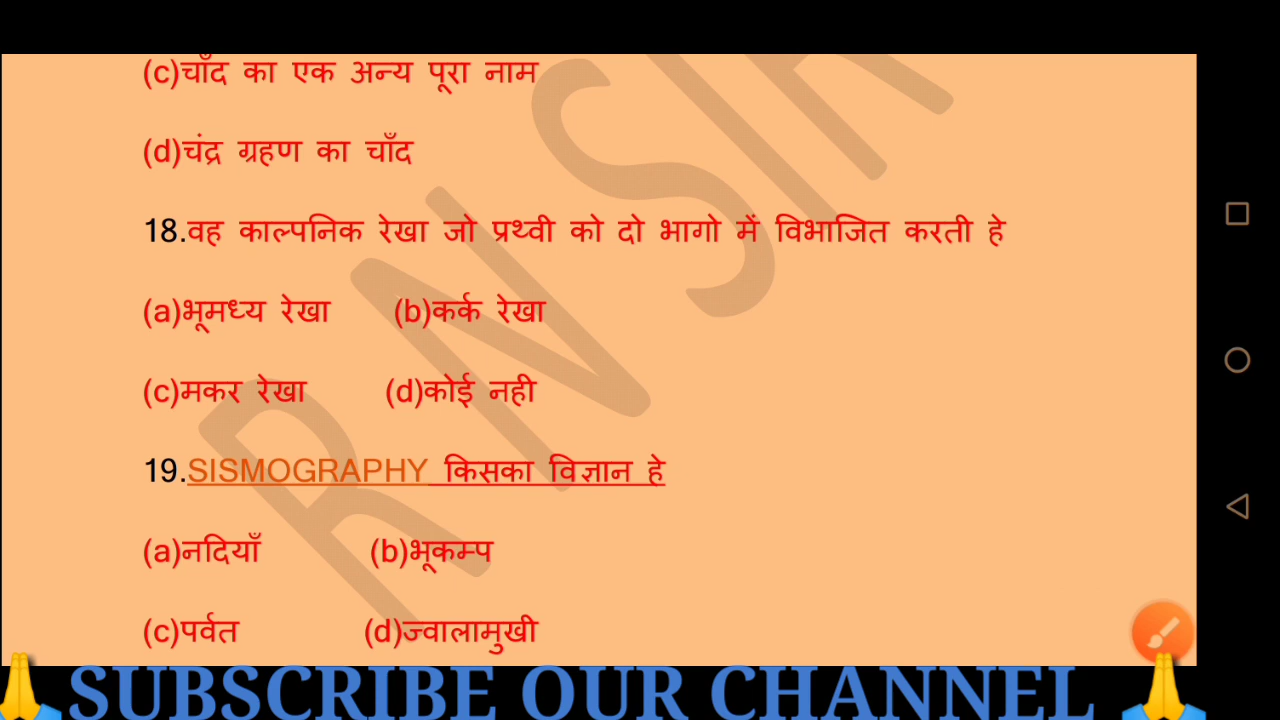 (c)चाँद का एक अन्य पूरा नाम
(d)चंद्र ग्रहण का चाँद
18.वह काल्पनिक रेखा जो प्रथ्वी को दो भागो में विभाजित करती हे
(a)भूमध्य रेखा (b)कर्क रेखा
(c)मकर रेखा (d)कोई नही
19.SISMOGRAPHY किसका विज्ञान हे
(a)नदियाँ (b)भूकम्प
(c)पर्वत (d)ज्वालामुखी
R N SIR
🙏SUBSCRIBE OUR CHANNEL 🙏